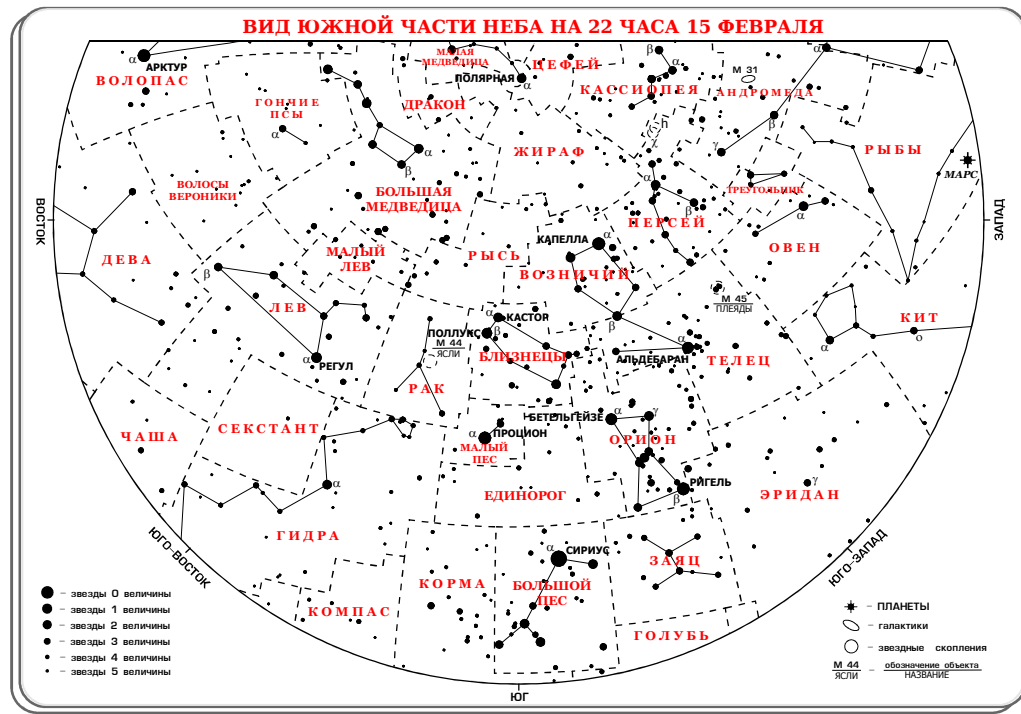 ВИД ЮЖНОЙ ЧАСТИ НЕБА НА 22 ЧАСА 15 ФЕВРАЛЯ
α
АРКТУР
ВОЛОПАС
МАЛАЯ
МЕДВЕДИЦА
ПОЛЯРНАЯ
α
ЦЕФЕЙ
β
α
КАССИОПЕЯ
М 31
α
АНДРОМЕДА
β
γ
ГОНЧИЕ
ПСЫ
α
ДРАКОН
α
β
h
χ
ЖИРАФ
РЫБЫ
МАРС
ВОЛОСЫ
ВЕРОНИКИ
БОЛЬШАЯ
МЕДВЕДИЦА
α
β
ПЕРСЕЙ
ТРЕУГОЛЬНИК
α
β
ОВЕН
ВОСТОК
ЗАПАД
ДЕВА
β
МАЛЫЙ
ЛЕВ
РЫСЬ
КАПЕЛЛА
α
ВОЗНИЧИЙ
β
М 45
ПЛЕЯДЫ
ЛЕВ
α
РЕГУЛ
α
КАСТОР
ПОЛЛУКС
β
БЛИЗНЕЦЫ
М 44
ЯСЛИ
РАК
α
АЛЬДЕБАРАН
ТЕЛЕЦ
КИТ
α
ο
ЧАША
СЕКСТАНТ
α
ПРОЦИОН
МАЛЫЙ
ПЕС
БЕТЕЛЬГЕЙЗЕ
α
γ
ОРИОН
РИГЕЛЬ
β
ЕДИНОРОГ
γ
ЭРИДАН
α
ГИДРА
ЮГО-ВОСТОК
ЮГО-ЗАПАД
α
СИРИУС
БОЛЬШОЙ
ПЕС
КОРМА
КОМПАС
ЗАЯЦ
ГОЛУБЬ
ЮГ
– звезды 0 величины
– звезды 1 величины
– звезды 2 величины
– звезды 3 величины
– звезды 4 величины
– звезды 5 величины
– ПЛАНЕТЫ
– галактики
– звездные скопления
М 44
ЯСЛИ
– обозначение объекта
НАЗВАНИЕ